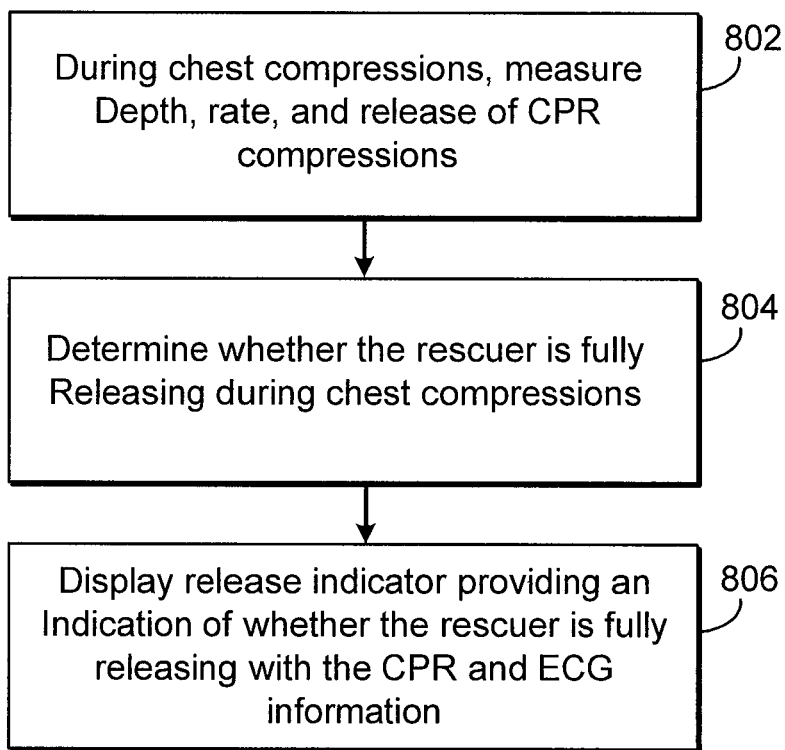 During chest compressions, measure
Depth, rate, and release of CPR
compressions
802
Determine whether the rescuer is fully
Releasing during chest compressions
804
Display release indicator providing an
Indication of whether the rescuer is fully
releasing with the CPR and ECG
information
806